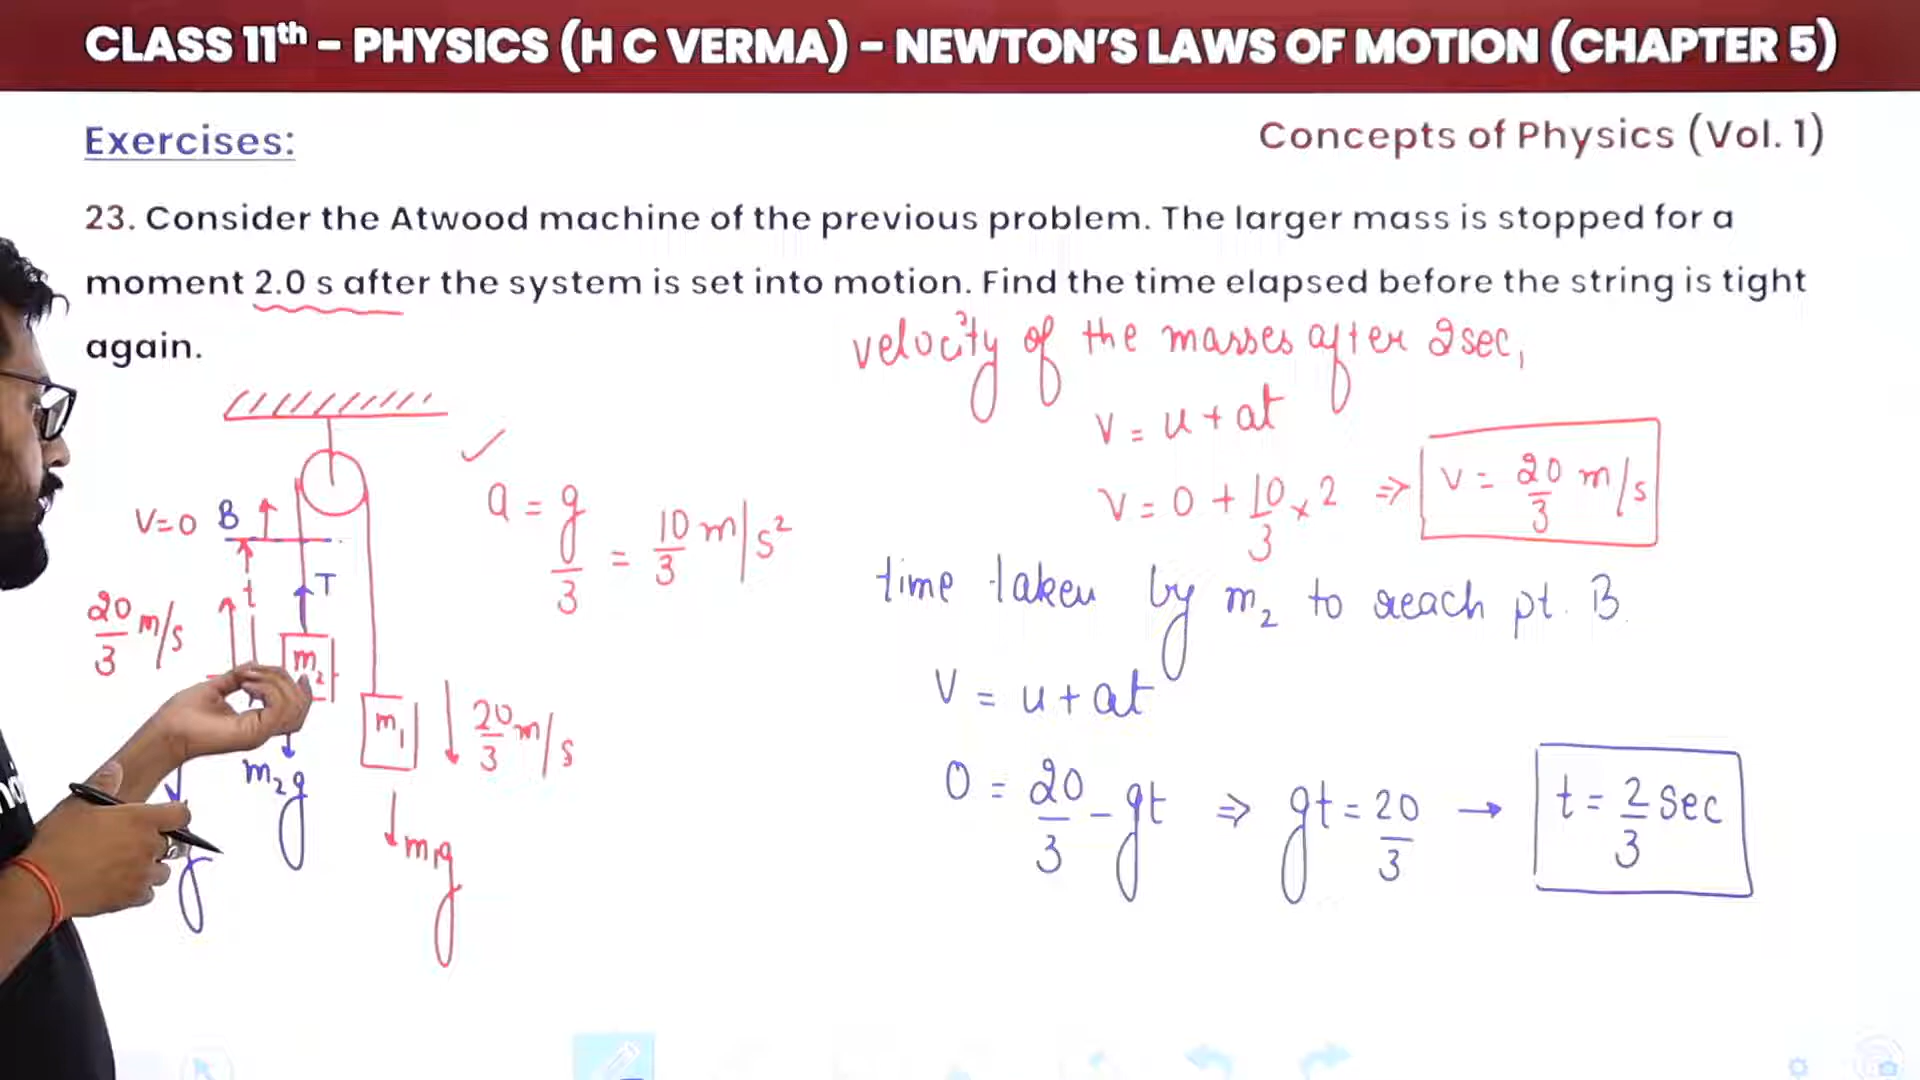 CLASS 11th – PHYSICS (H C VERMA) – NEWTON'S LAWS OF MOTION (CHAPTER 5)
Exercises:
Concepts of Physics (Vol. 1)
23. Consider the Atwood machine of the previous problem. The larger mass is stopped for a
moment 2.0 s after the system is set into motion. Find the time elapsed before the string is tight
again.
velocity of the masses after 2sec,
V = u + at
V = 0 + 10/3 × 2 ⇒ V = 20/3 m/s
a = g/3 = 10/3 m/s²
V=0 B
T
t
20/3 m/s
m₂
m₁
20/3 m/s
m₂g
m₁g
g
time taken by m₂ to reach pt. B.
V = u + at
0 = 20/3 – gt ⇒ gt = 20/3 → t = 2/3 sec